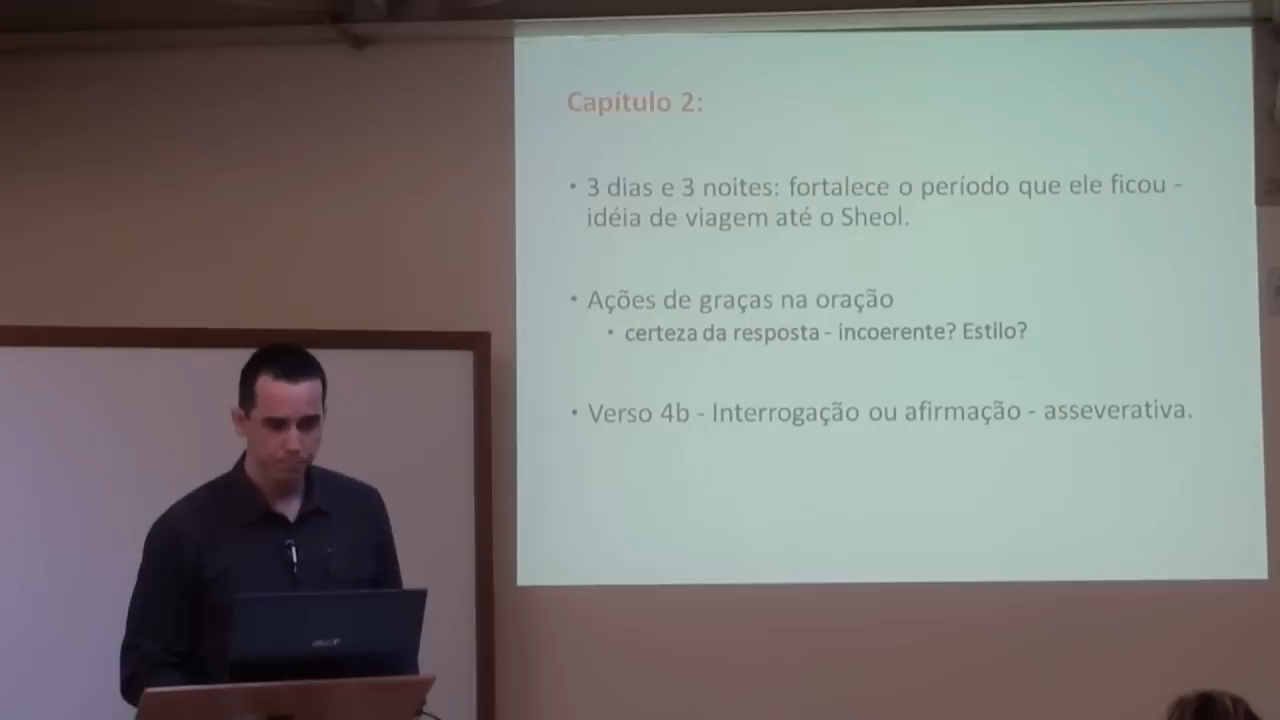 Capítulo 2:
• 3 dias e 3 noites: fortalece o período que ele ficou -
idéia de viagem até o Sheol.
• Ações de graças na oração
• certeza da resposta - incoerente? Estilo?
• Verso 4b - Interrogação ou afirmação - asseverativa.
acer